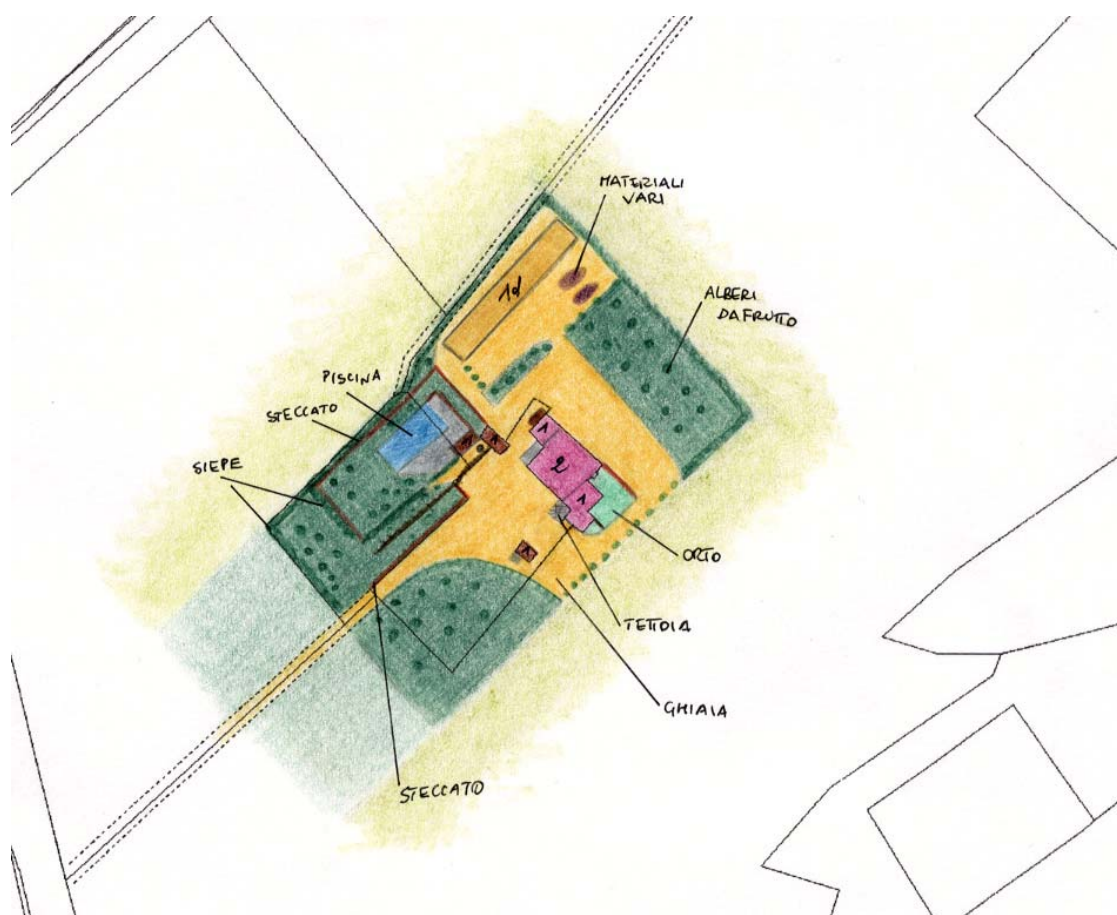 MATERIALI
VARI
1d
ALBERI
DA FRUTTO
PISCINA
STECCATO
SIEPE
A
A
A
2
A
A
ORTO
TETTOIA
GHIAIA
STECCATO